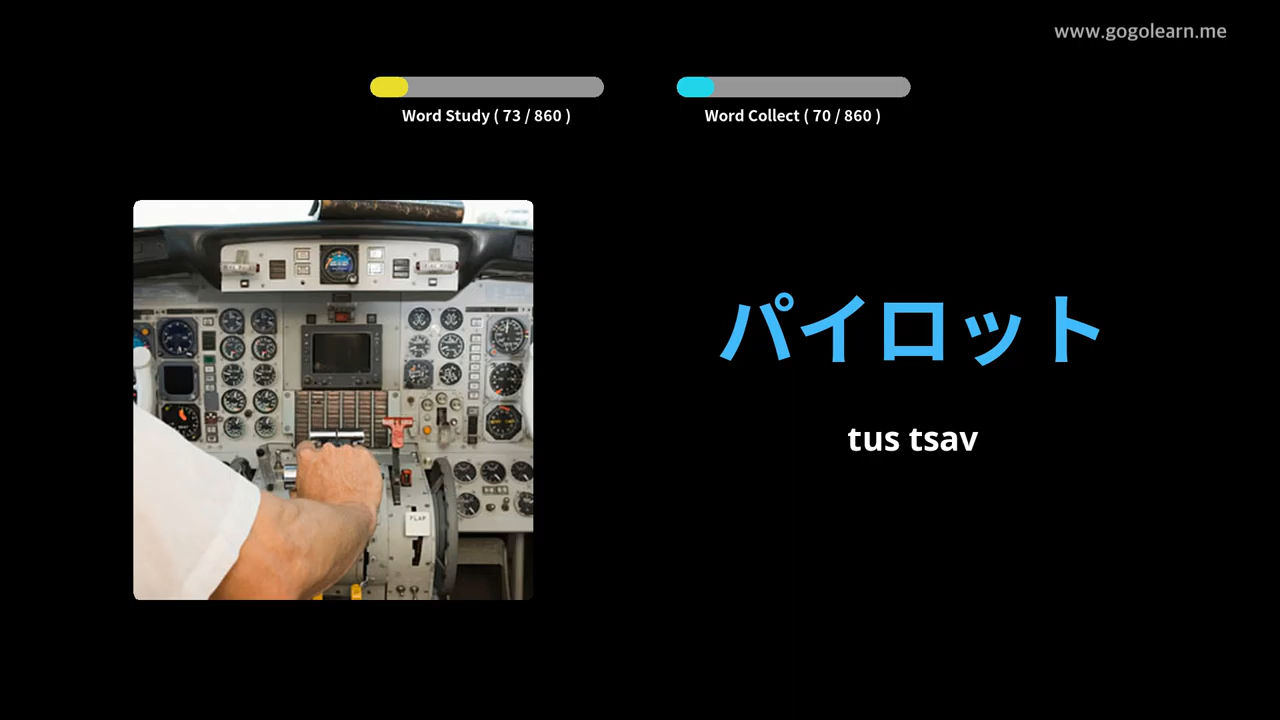 www.gogolearn.me
Word Study ( 73 / 860 )
Word Collect ( 70 / 860 )
パイロット
tus tsav
FLAP